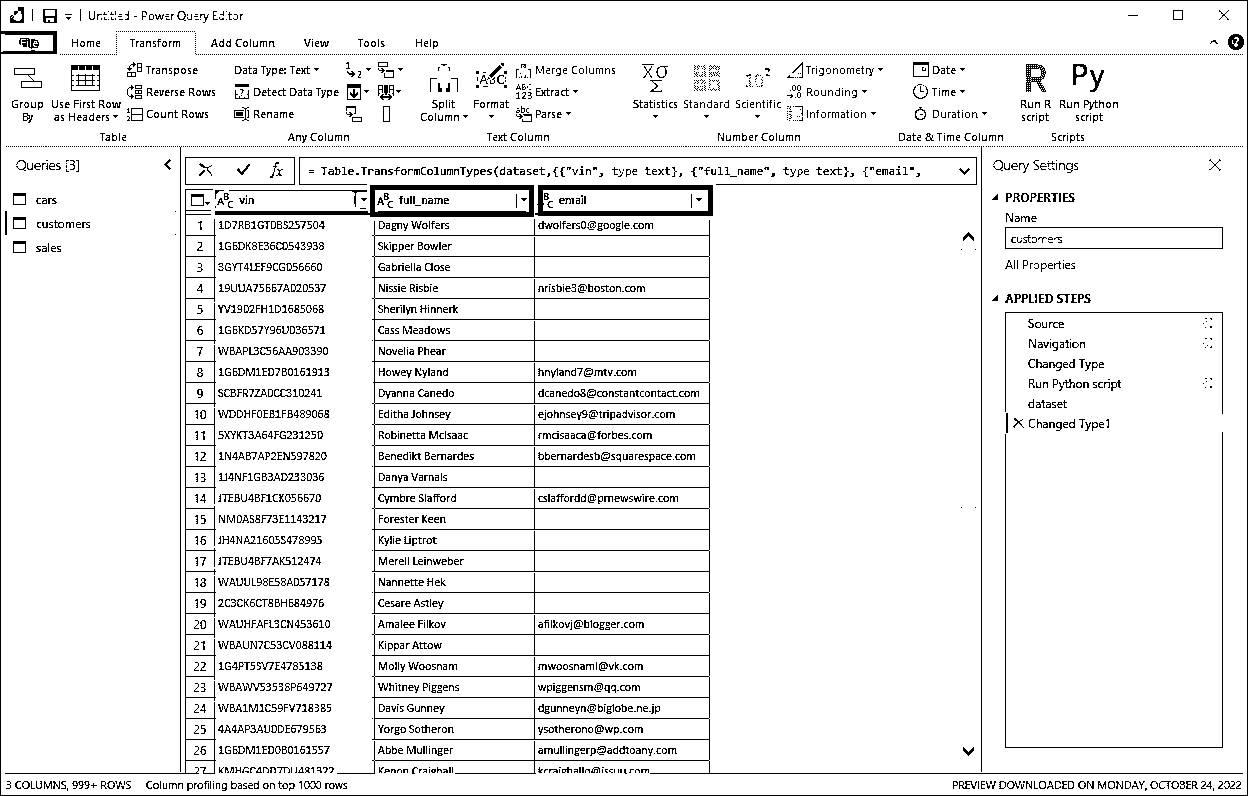 Untitled - Power Query Editor
File Home Transform Add Column View Tools Help
Transpose Data Type: Text Merge Columns Trigonometry Date
Reverse Rows Detect Data Type Extract Rounding Time
Count Rows Rename Parse Information Duration
Group By Use First Row as Headers Split Column Format Statistics Standard Scientific Run R script Run Python script
Table Any Column Text Column Number Column Date & Time Column Scripts
Queries [3]
cars
customers
sales
= Table.TransformColumnTypes(dataset,{{"vin", type text}, {"full_name", type text}, {"email",
vin full_name email
1 Dagny Wolfers dwolfers0@google.com
2 1G6DK8E36C0543938 Skipper Bowler
3 3GYT4LEF9CG056660 Gabriella Close
4 19UUA75667A020537 Nissie Risbie nrisbie3@boston.com
5 YV1902FH1D1685068 Sherilyn Hinnerk
6 1G6KD57Y96U036571 Cass Meadows
7 WBAPL3C56AA903390 Novelia Phear
8 1G6DM1ED7B0161913 Howey Nyland hnyland7@mtv.com
9 SCBFR7ZA0CC310241 Dyanna Canedo dcanedo8@constantcontact.com
10 WDDHF0EB1FB489068 Editha Johnsey ejohnsey9@tripadvisor.com
11 5XYKT3A64FG231250 Robinetta McIsaac rmcisaaca@forbes.com
12 1N4AB7AP2EN597820 Benedikt Bernardes bbernardesb@squarespace.com
13 1J4NF1GB3AD233036 Danya Varnals
14 JTEBU4BF1CK056670 Cymbre Slafford cslaffordd@prnewswire.com
15 NM0AS8F73E1143217 Forester Keen
16 JH4NA21605S478995 Kylie Liptrot
17 JTEBU4BF7AK512474 Merell Leinweber
18 WAUUL98E58A057178 Nannette Hek
19 2C3CK6CT8BH684976 Cesare Astley
20 WAUHFAFL3CN453610 Amalee Filkov afilkovj@blogger.com
21 WBAUN7C53CV088114 Kippar Attow
22 1G4PT5SV7E4785138 Molly Woosnam mwoosnaml@vk.com
23 WBAWV53538P649727 Whitney Piggens wpiggensm@qq.com
24 WBA1M1C59FV718385 Davis Gunney dgunneyn@biglobe.ne.jp
25 4A4AP3AU0DE679563 Yorgo Sotheron ysotherono@wp.com
26 1G6DM1ED0B0161557 Abbe Mullinger amullingerp@addtoany.com
27
Query Settings
PROPERTIES
Name
customers
All Properties
APPLIED STEPS
Source
Navigation
Changed Type
Run Python script
dataset
Changed Type1
3 COLUMNS, 999+ ROWS Column profiling based on top 1000 rows PREVIEW DOWNLOADED ON MONDAY, OCTOBER 24, 2022